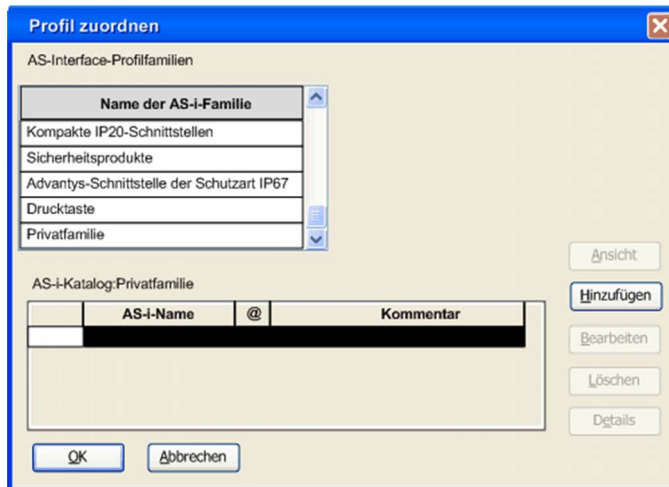 Profil zuordnen
AS-Interface-Profilfamilien
Name der AS-i-Familie
Kompakte IP20-Schnittstellen
Sicherheitsprodukte
Advantys-Schnittstelle der Schutzart IP67
Drucktaste
Privatfamilie
Ansicht
AS-i-Katalog:Privatfamilie
Hinzufügen
AS-i-Name @ Kommentar
Bearbeiten
Löschen
Details
OK Abbrechen